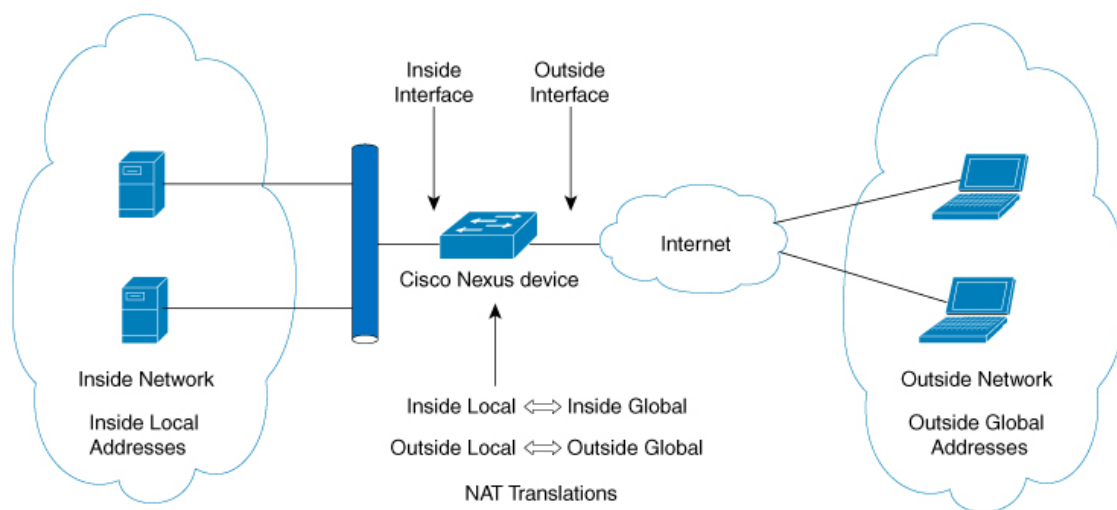 Inside
Interface
Outside
Interface
Internet
Cisco Nexus device
Inside Network
Inside Local
Addresses
Outside Network
Outside Global
Addresses
Inside Local ⇔ Inside Global
Outside Local ⇔ Outside Global
NAT Translations